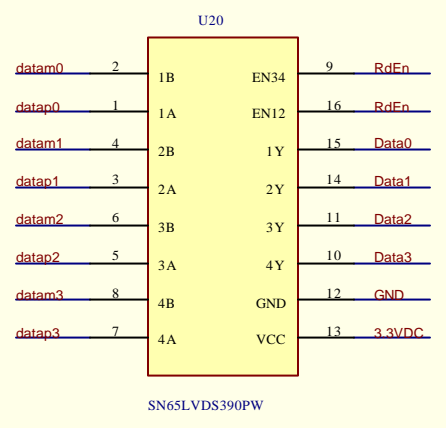 U20
datam0 2 1B EN34 9 RdEn
datap0 1 1A EN12 16 RdEn
datam1 4 2B 1Y 15 Data0
datap1 3 2A 2Y 14 Data1
datam2 6 3B 3Y 11 Data2
datap2 5 3A 4Y 10 Data3
datam3 8 4B GND 12 GND
datap3 7 4A VCC 13 3.3VDC
SN65LVDS390PW